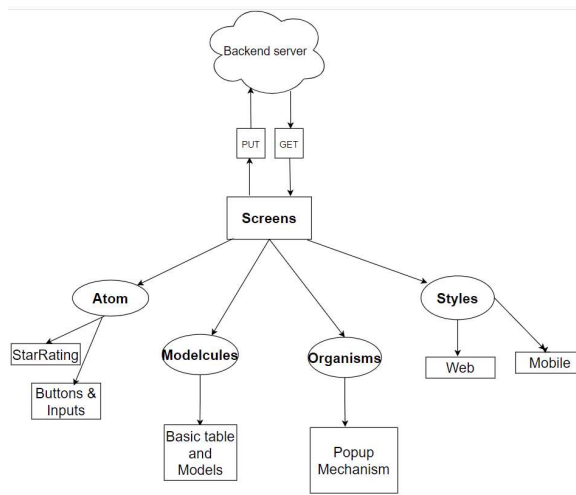 Backend server
PUT
GET
Screens
Atom
Styles
StarRating
Modelcules
Organisms
Web
Mobile
Buttons &
Inputs
Basic table
and
Models
Popup
Mechanism